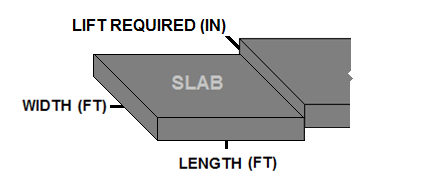 LIFT REQUIRED (IN)
SLAB
WIDTH (FT)
LENGTH (FT)